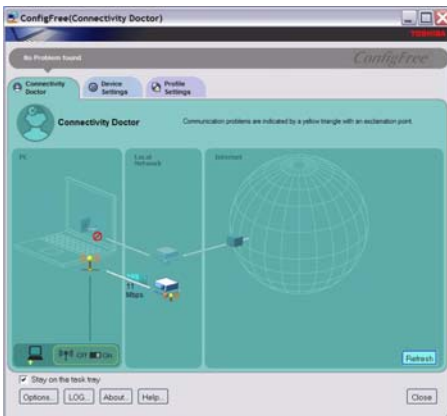 ConfigFree(Connectivity Doctor)
TOSHIBA
No Problem found
ConfigFree
Connectivity Doctor
Device Settings
Profile Settings
Connectivity Doctor
Communication problems are indicated by a yellow triangle with an exclamation point.
PC
Local Network
Internet
11 Mbps
Off On
Refresh
Stay on the task tray
Options..
LOG..
About..
Help..
Close